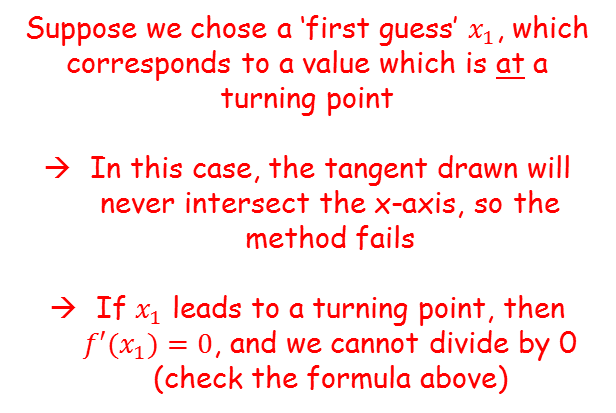 Suppose we chose a ‘first guess’ x₁, which
corresponds to a value which is at a
turning point
→ In this case, the tangent drawn will
never intersect the x-axis, so the
method fails
→ If x₁ leads to a turning point, then
f′(x₁) = 0, and we cannot divide by 0
(check the formula above)